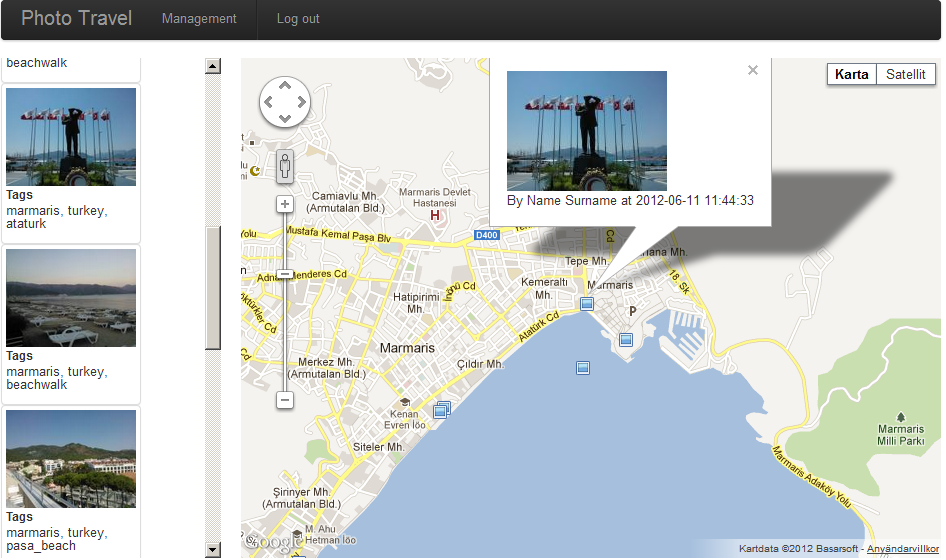 Photo Travel Management Log out
beachwalk
Tags
marmaris, turkey,
ataturk
Tags
marmaris, turkey,
beachwalk
Tags
marmaris, turkey,
pasa_beach
Karta Satellit
By Name Surname at 2012-06-11 11:44:33
Camiavlu Mh.
(Armutalan Bld.)
Marmaris Devlet
Hastanesi
H
Yolu
Mustafa Kemal Paşa Blv
D400
Cd
Tepe Mh.
Adnan Menderes Cd
18. Sk
Kemeraltı
Mh.
Marmaris
Hatipirimi
Mh.
İnönü Cd
P
Atatürk Cd
Marmaris
Merkez Mh.
(Armutalan Bld.)
Çıldır Mh.
Kenan
Evren İöo
Siteler Mh.
Marmaris
Milli Parkı
Marmaris Adaköy Yolu
Şirinyer Mh.
(Armutalan Bld.)
M. Ahu
Hetman İöo
Google
Kartdata ©2012 Basarsoft - Användarvillkor